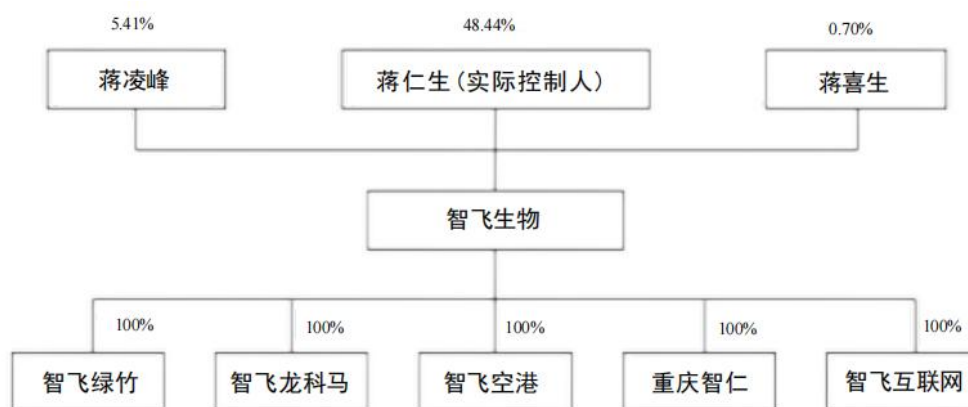 5.41%
48.44%
0.70%
蒋凌峰
蒋仁生(实际控制人)
蒋喜生
智飞生物
100%
100%
100%
100%
100%
智飞绿竹
智飞龙科马
智飞空港
重庆智仁
智飞互联网